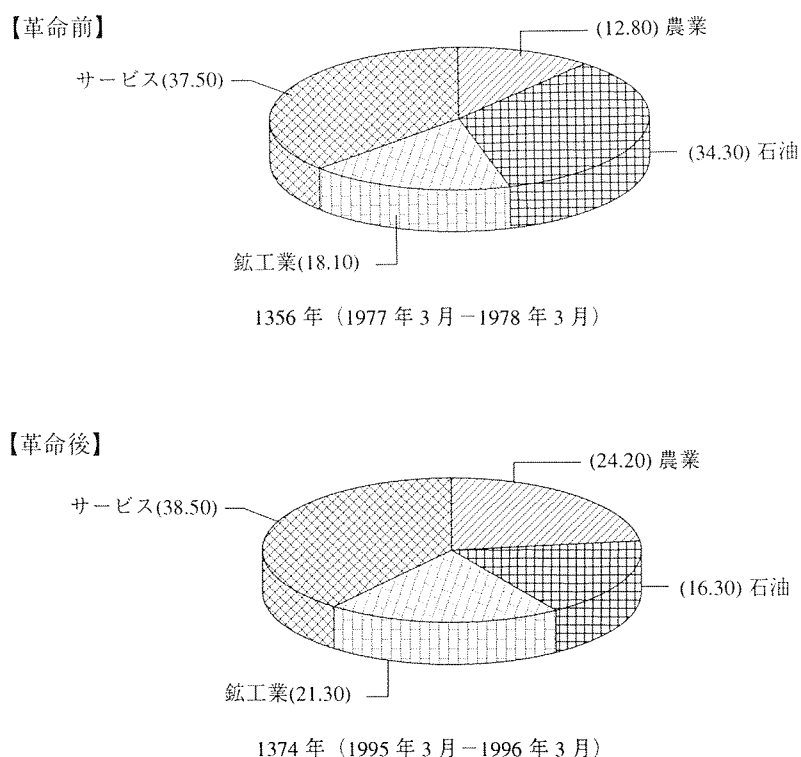 【革命前】
(12.80) 農業
サービス(37.50)
(34.30) 石油
鉱工業(18.10)
1356 年（1977 年 3 月－1978 年 3 月）
【革命後】
(24.20) 農業
サービス(38.50)
(16.30) 石油
鉱工業(21.30)
1374 年（1995 年 3 月－1996 年 3 月）